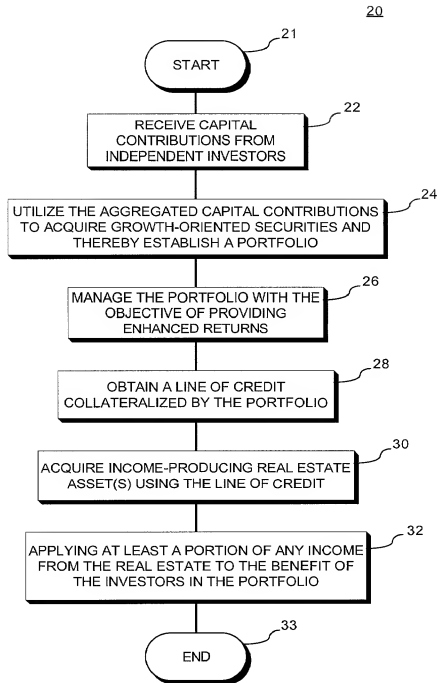 20
21
START
22
RECEIVE CAPITAL
CONTRIBUTIONS FROM
INDEPENDENT INVESTORS
24
UTILIZE THE AGGREGATED CAPITAL CONTRIBUTIONS
TO ACQUIRE GROWTH-ORIENTED SECURITIES AND
THEREBY ESTABLISH A PORTFOLIO
26
MANAGE THE PORTFOLIO WITH THE
OBJECTIVE OF PROVIDING
ENHANCED RETURNS
28
OBTAIN A LINE OF CREDIT
COLLATERALIZED BY THE PORTFOLIO
30
ACQUIRE INCOME-PRODUCING REAL ESTATE
ASSET(S) USING THE LINE OF CREDIT
32
APPLYING AT LEAST A PORTION OF ANY INCOME
FROM THE REAL ESTATE TO THE BENEFIT OF
THE INVESTORS IN THE PORTFOLIO
33
END